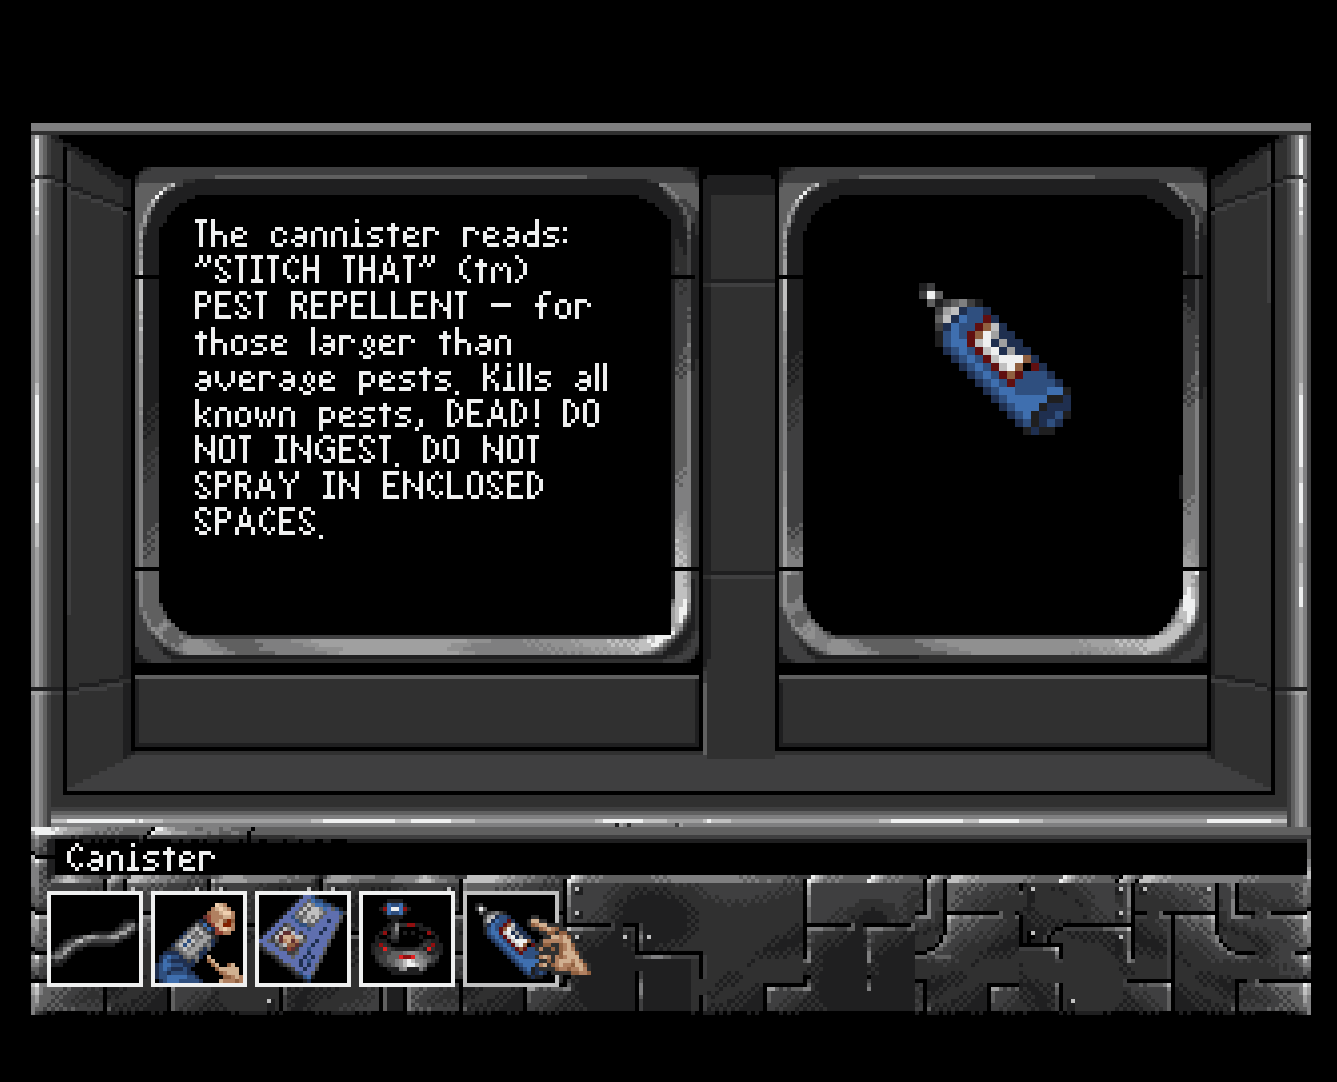 The cannister reads:
"STITCH THAT" (tm)
PEST REPELLENT - for
those larger than
average pests. Kills all
known pests, DEAD! DO
NOT INGEST. DO NOT
SPRAY IN ENCLOSED
SPACES.
Canister